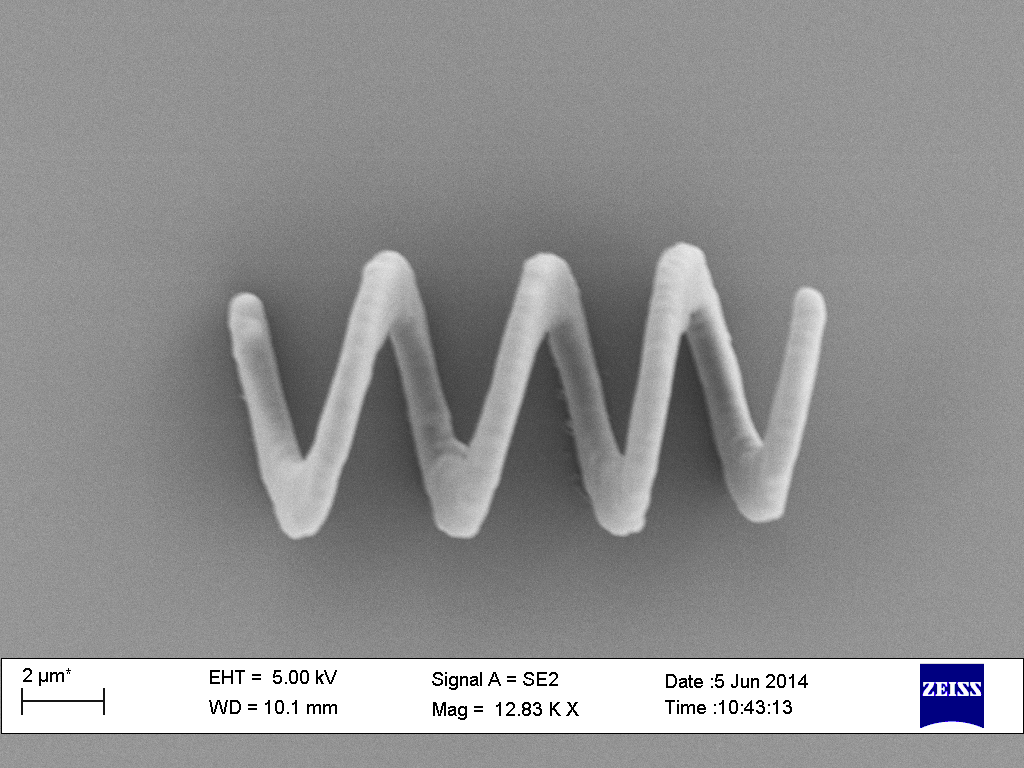 2 µm*
EHT = 5.00 kV
WD = 10.1 mm
Signal A = SE2
Mag = 12.83 K X
Date :5 Jun 2014
Time :10:43:13
ZEISS